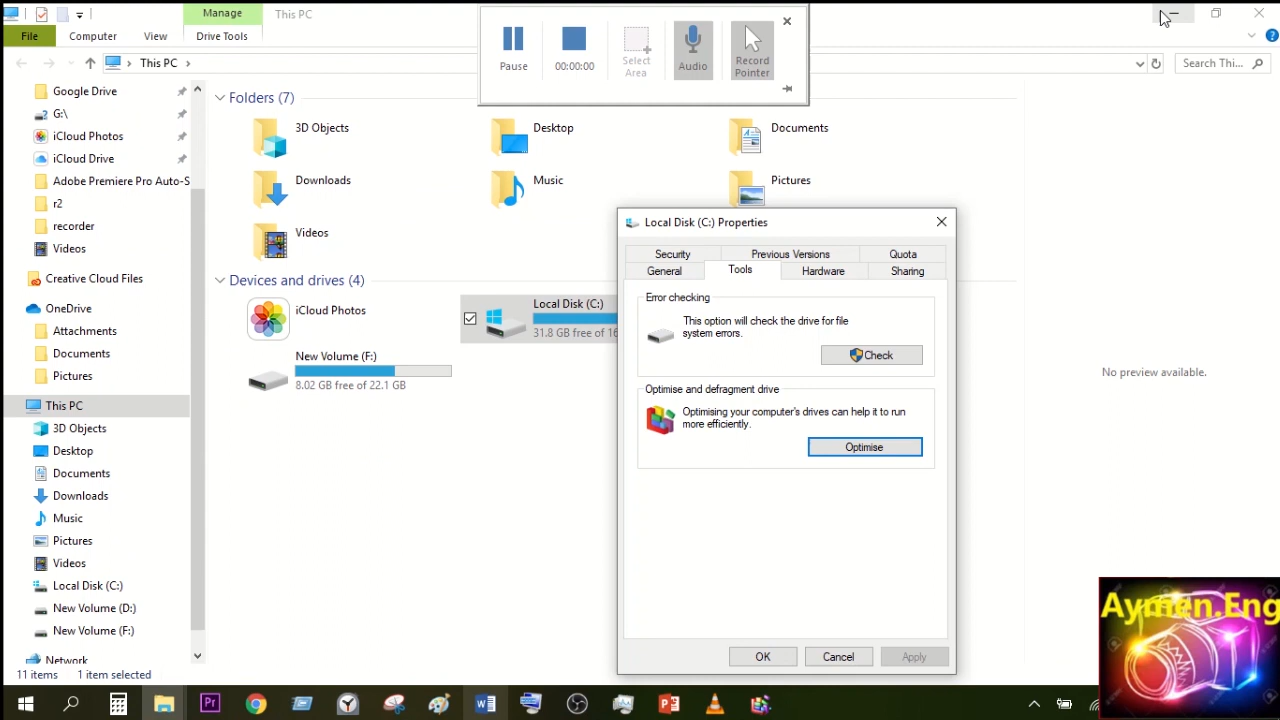 Manage
This PC
File
Computer
View
Drive Tools
Pause
00:00:00
Select
Area
Audio
Record
Pointer
This PC
Search Thi...
Google Drive
G:\
iCloud Photos
iCloud Drive
Adobe Premiere Pro Auto-S
r2
recorder
Videos
Creative Cloud Files
OneDrive
Attachments
Documents
Pictures
This PC
3D Objects
Desktop
Documents
Downloads
Music
Pictures
Videos
Local Disk (C:)
New Volume (D:)
New Volume (F:)
Network
11 items
1 item selected
Folders (7)
3D Objects
Desktop
Documents
Downloads
Music
Pictures
Videos
Devices and drives (4)
iCloud Photos
Local Disk (C:)
31.8 GB free of 16
New Volume (F:)
8.02 GB free of 22.1 GB
No preview available.
Local Disk (C:) Properties
Security
Previous Versions
Quota
General
Tools
Hardware
Sharing
Error checking
This option will check the drive for file
system errors.
Check
Optimise and defragment drive
Optimising your computer's drives can help it to run
more efficiently.
Optimise
OK
Cancel
Apply
Aymen.Eng